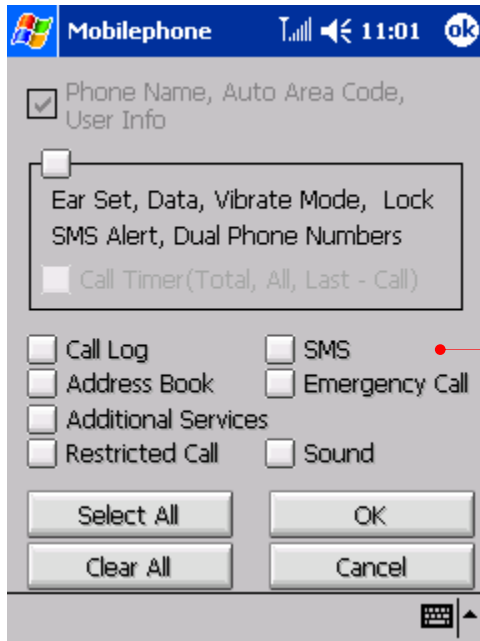 Mobilephone 11:01 ok
Phone Name, Auto Area Code,
User Info
Ear Set, Data, Vibrate Mode, Lock
SMS Alert, Dual Phone Numbers
Call Timer(Total, All, Last - Call)
Call Log SMS
Address Book Emergency Call
Additional Services
Restricted Call Sound
Select All OK
Clear All Cancel